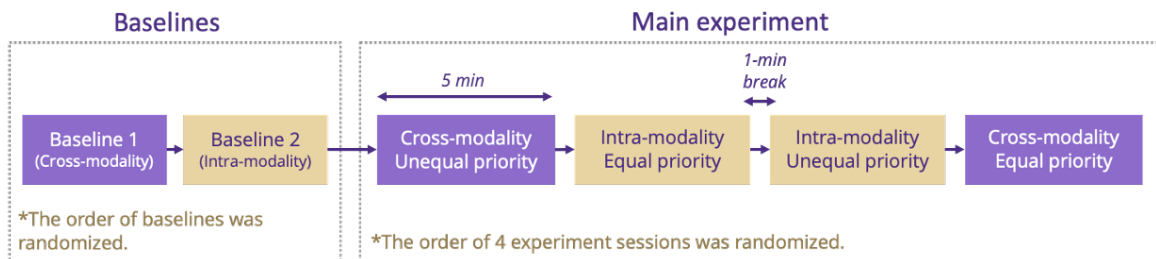 Baselines
Main experiment
5 min
1-min
break
Baseline 1
(Cross-modality)
Baseline 2
(Intra-modality)
Cross-modality
Unequal priority
Intra-modality
Equal priority
Intra-modality
Unequal priority
Cross-modality
Equal priority
*The order of baselines was
randomized.
*The order of 4 experiment sessions was randomized.